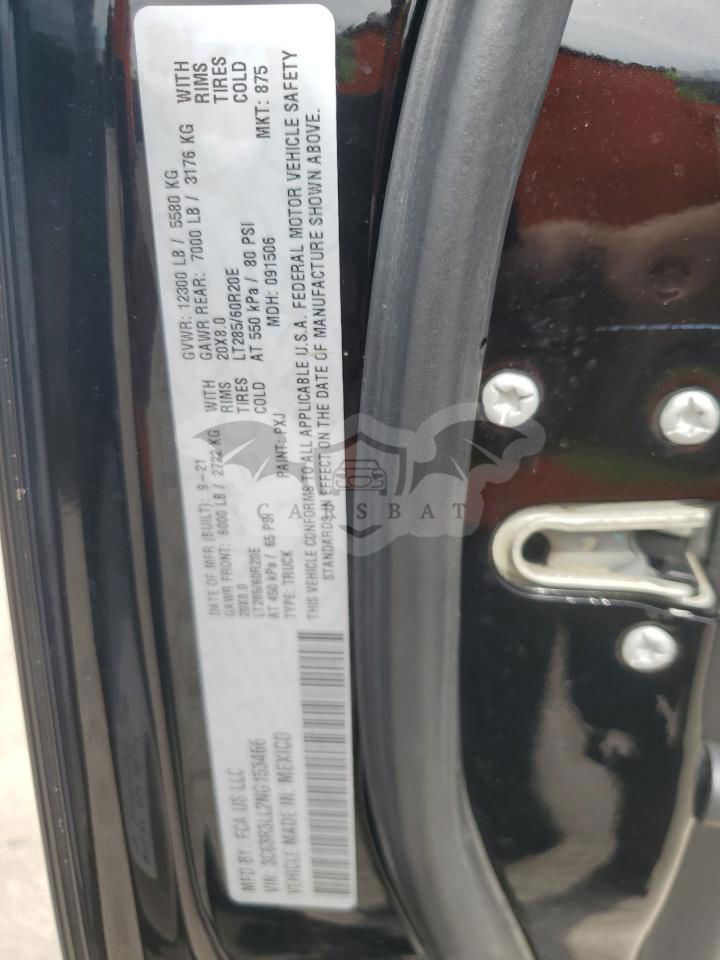 MFD BY: FCA US LLC
DATE OF MFR (BUILT): 9-21
GVWR: 12300 LB / 5580 KG
GAWR FRONT: 6000 LB / 2722 KG WITH
GAWR REAR: 7000 LB / 3176 KG WITH
20X8.0 RIMS
20X8.0 RIMS
LT285/60R20E TIRES
LT285/60R20E TIRES
AT 450 kPa / 65 PSI COLD
AT 550 kPa / 80 PSI COLD
VIN: 3C63R3LL2NG153466
TYPE: TRUCK
PAINT: PXJ
MDH: 091506
MKT: 875
VEHICLE MADE IN: MEXICO
THIS VEHICLE CONFORMS TO ALL APPLICABLE U.S.A. FEDERAL MOTOR VEHICLE SAFETY
STANDARDS IN EFFECT ON THE DATE OF MANUFACTURE SHOWN ABOVE.
CARSBAT